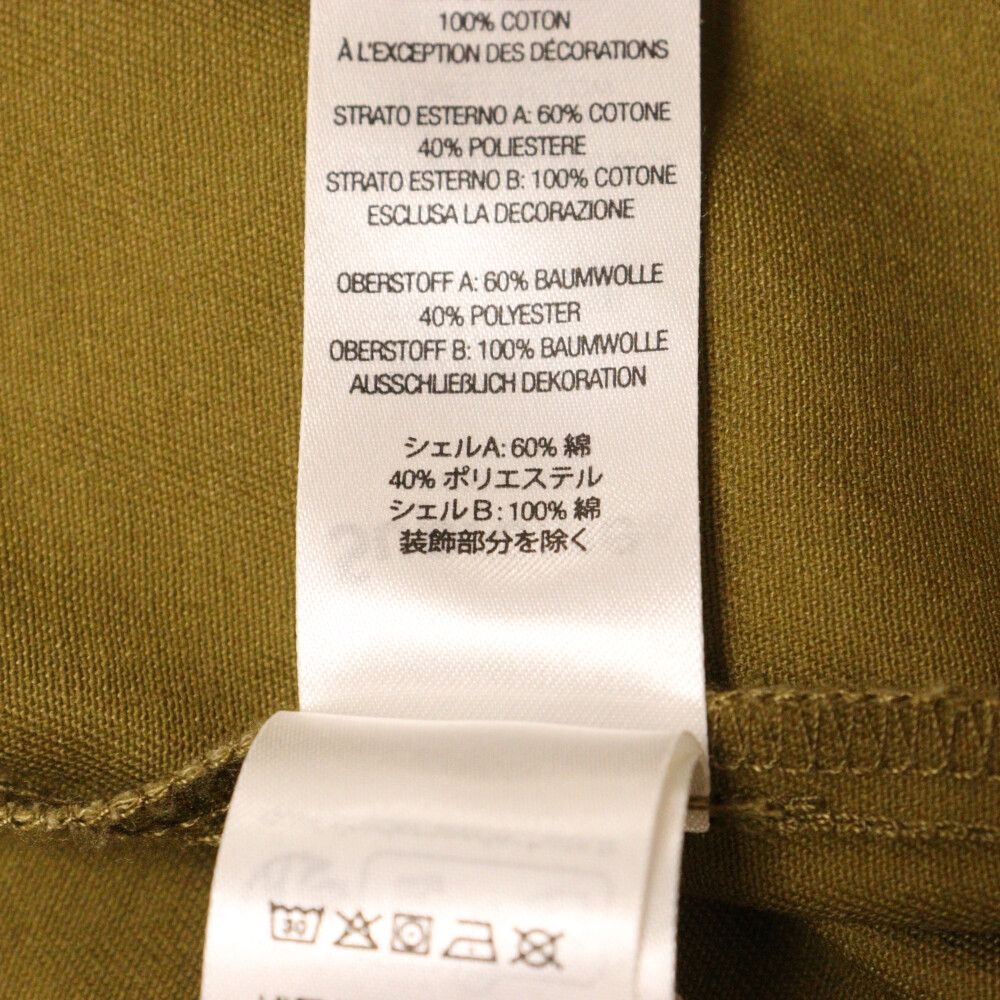 100% COTON
À L'EXCEPTION DES DÉCORATIONS
STRATO ESTERNO A: 60% COTONE
40% POLIESTERE
STRATO ESTERNO B: 100% COTONE
ESCLUSA LA DECORAZIONE
OBERSTOFF A: 60% BAUMWOLLE
40% POLYESTER
OBERSTOFF B: 100% BAUMWOLLE
AUSSCHLIEßLICH DEKORATION
シェルA: 60% 綿
40% ポリエステル
シェルB: 100% 綿
装飾部分を除く
30